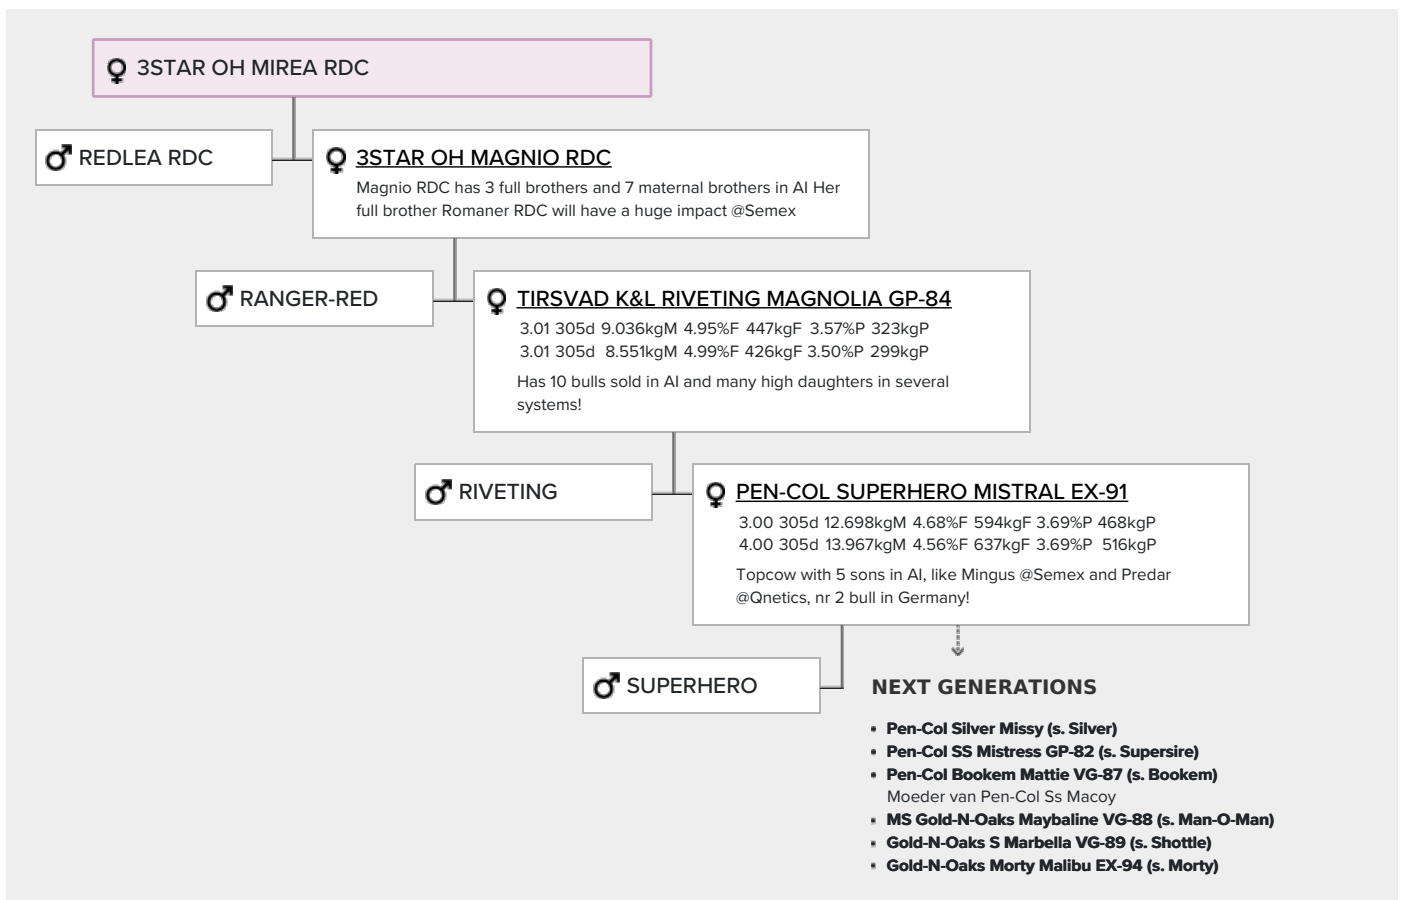 3STAR OH MIREA RDC
REDLEA RDC
3STAR OH MAGNIO RDC
Magnio RDC has 3 full brothers and 7 maternal brothers in AI Her
full brother Romaner RDC will have a huge impact @Semex
RANGER-RED
TIRSVAD K&L RIVETING MAGNOLIA GP-84
3.01 305d 9.036kgM 4.95%F 447kgF 3.57%P 323kgP
3.01 305d 8.551kgM 4.99%F 426kgF 3.50%P 299kgP
Has 10 bulls sold in AI and many high daughters in several
systems!
RIVETING
PEN-COL SUPERHERO MISTRAL EX-91
3.00 305d 12.698kgM 4.68%F 594kgF 3.69%P 468kgP
4.00 305d 13.967kgM 4.56%F 637kgF 3.69%P 516kgP
Topcow with 5 sons in AI, like Mingus @Semex and Predar
@Qnetics, nr 2 bull in Germany!
SUPERHERO
NEXT GENERATIONS
Pen-Col Silver Missy (s. Silver)
Pen-Col SS Mistress GP-82 (s. Supersire)
Pen-Col Bookem Mattie VG-87 (s. Bookem)
Moeder van Pen-Col Ss Macoy
MS Gold-N-Oaks Maybaline VG-88 (s. Man-O-Man)
Gold-N-Oaks S Marbella VG-89 (s. Shottle)
Gold-N-Oaks Morty Malibu EX-94 (s. Morty)